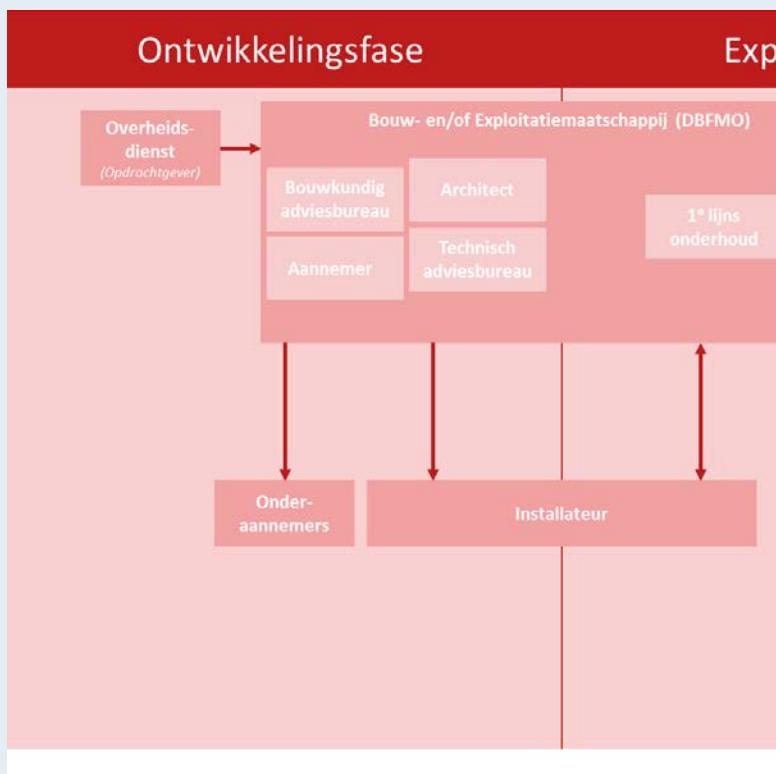 Ontwikkelingsfase
Exp
Overheids-
dienst
(Opdrachtgever)
Bouw- en/of Exploitatiemaatschappij (DBFMO)
Bouwkundig
adviesbureau
Architect
Aannemer
Technisch
adviesbureau
1e lijns
onderhoud
Onder-
aannemers
Installateur